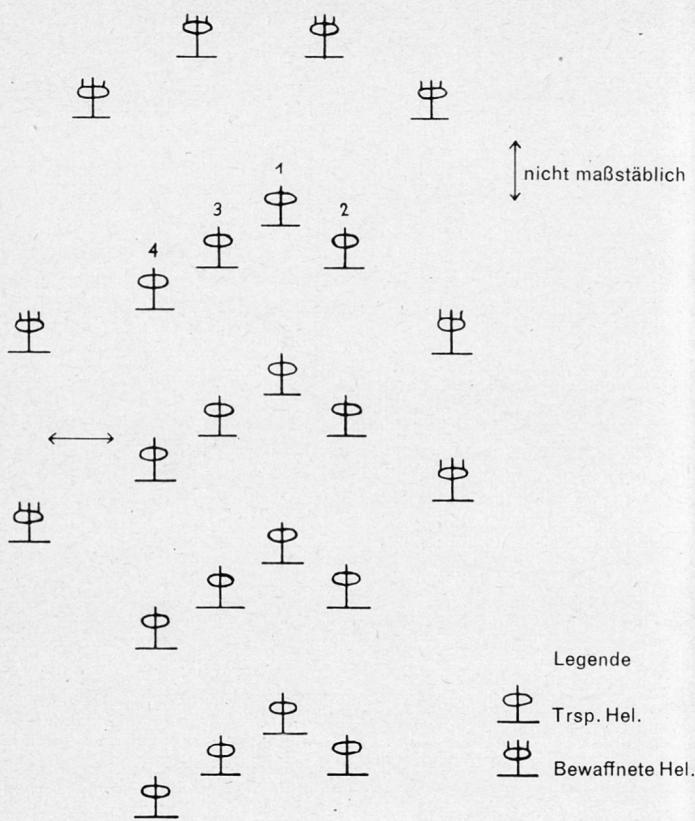 1
nicht maßstäblich
3
2
4
Legende
Trsp. Hel.
Bewaffnete Hel.